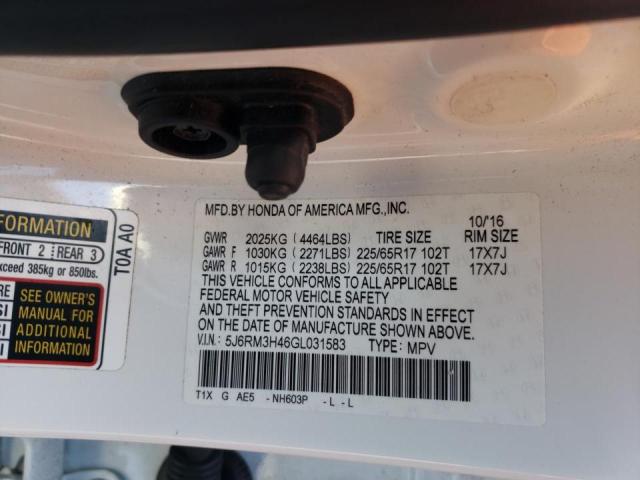 FORMATION
FRONT 2 REAR 3
xceed 385kg or 850lbs.
SEE OWNER'S
MANUAL FOR
ADDITIONAL
INFORMATION
TOA A0
MFD.BY HONDA OF AMERICA MFG.,INC. 10/'16
GVWR 2025KG (4464LBS) TIRE SIZE RIM SIZE
GAWR F 1030KG (2271LBS) 225/65R17 102T 17X7J
GAWR R 1015KG (2238LBS) 225/65R17 102T 17X7J
THIS VEHICLE CONFORMS TO ALL APPLICABLE
FEDERAL MOTOR VEHICLE SAFETY
AND THEFT PREVENTION STANDARDS IN EFFECT
ON THE DATE OF MANUFACTURE SHOWN ABOVE.
V.I.N.: 5J6RM3H46GL031583 TYPE: MPV
T1X G AE5 - NH603P - L - L